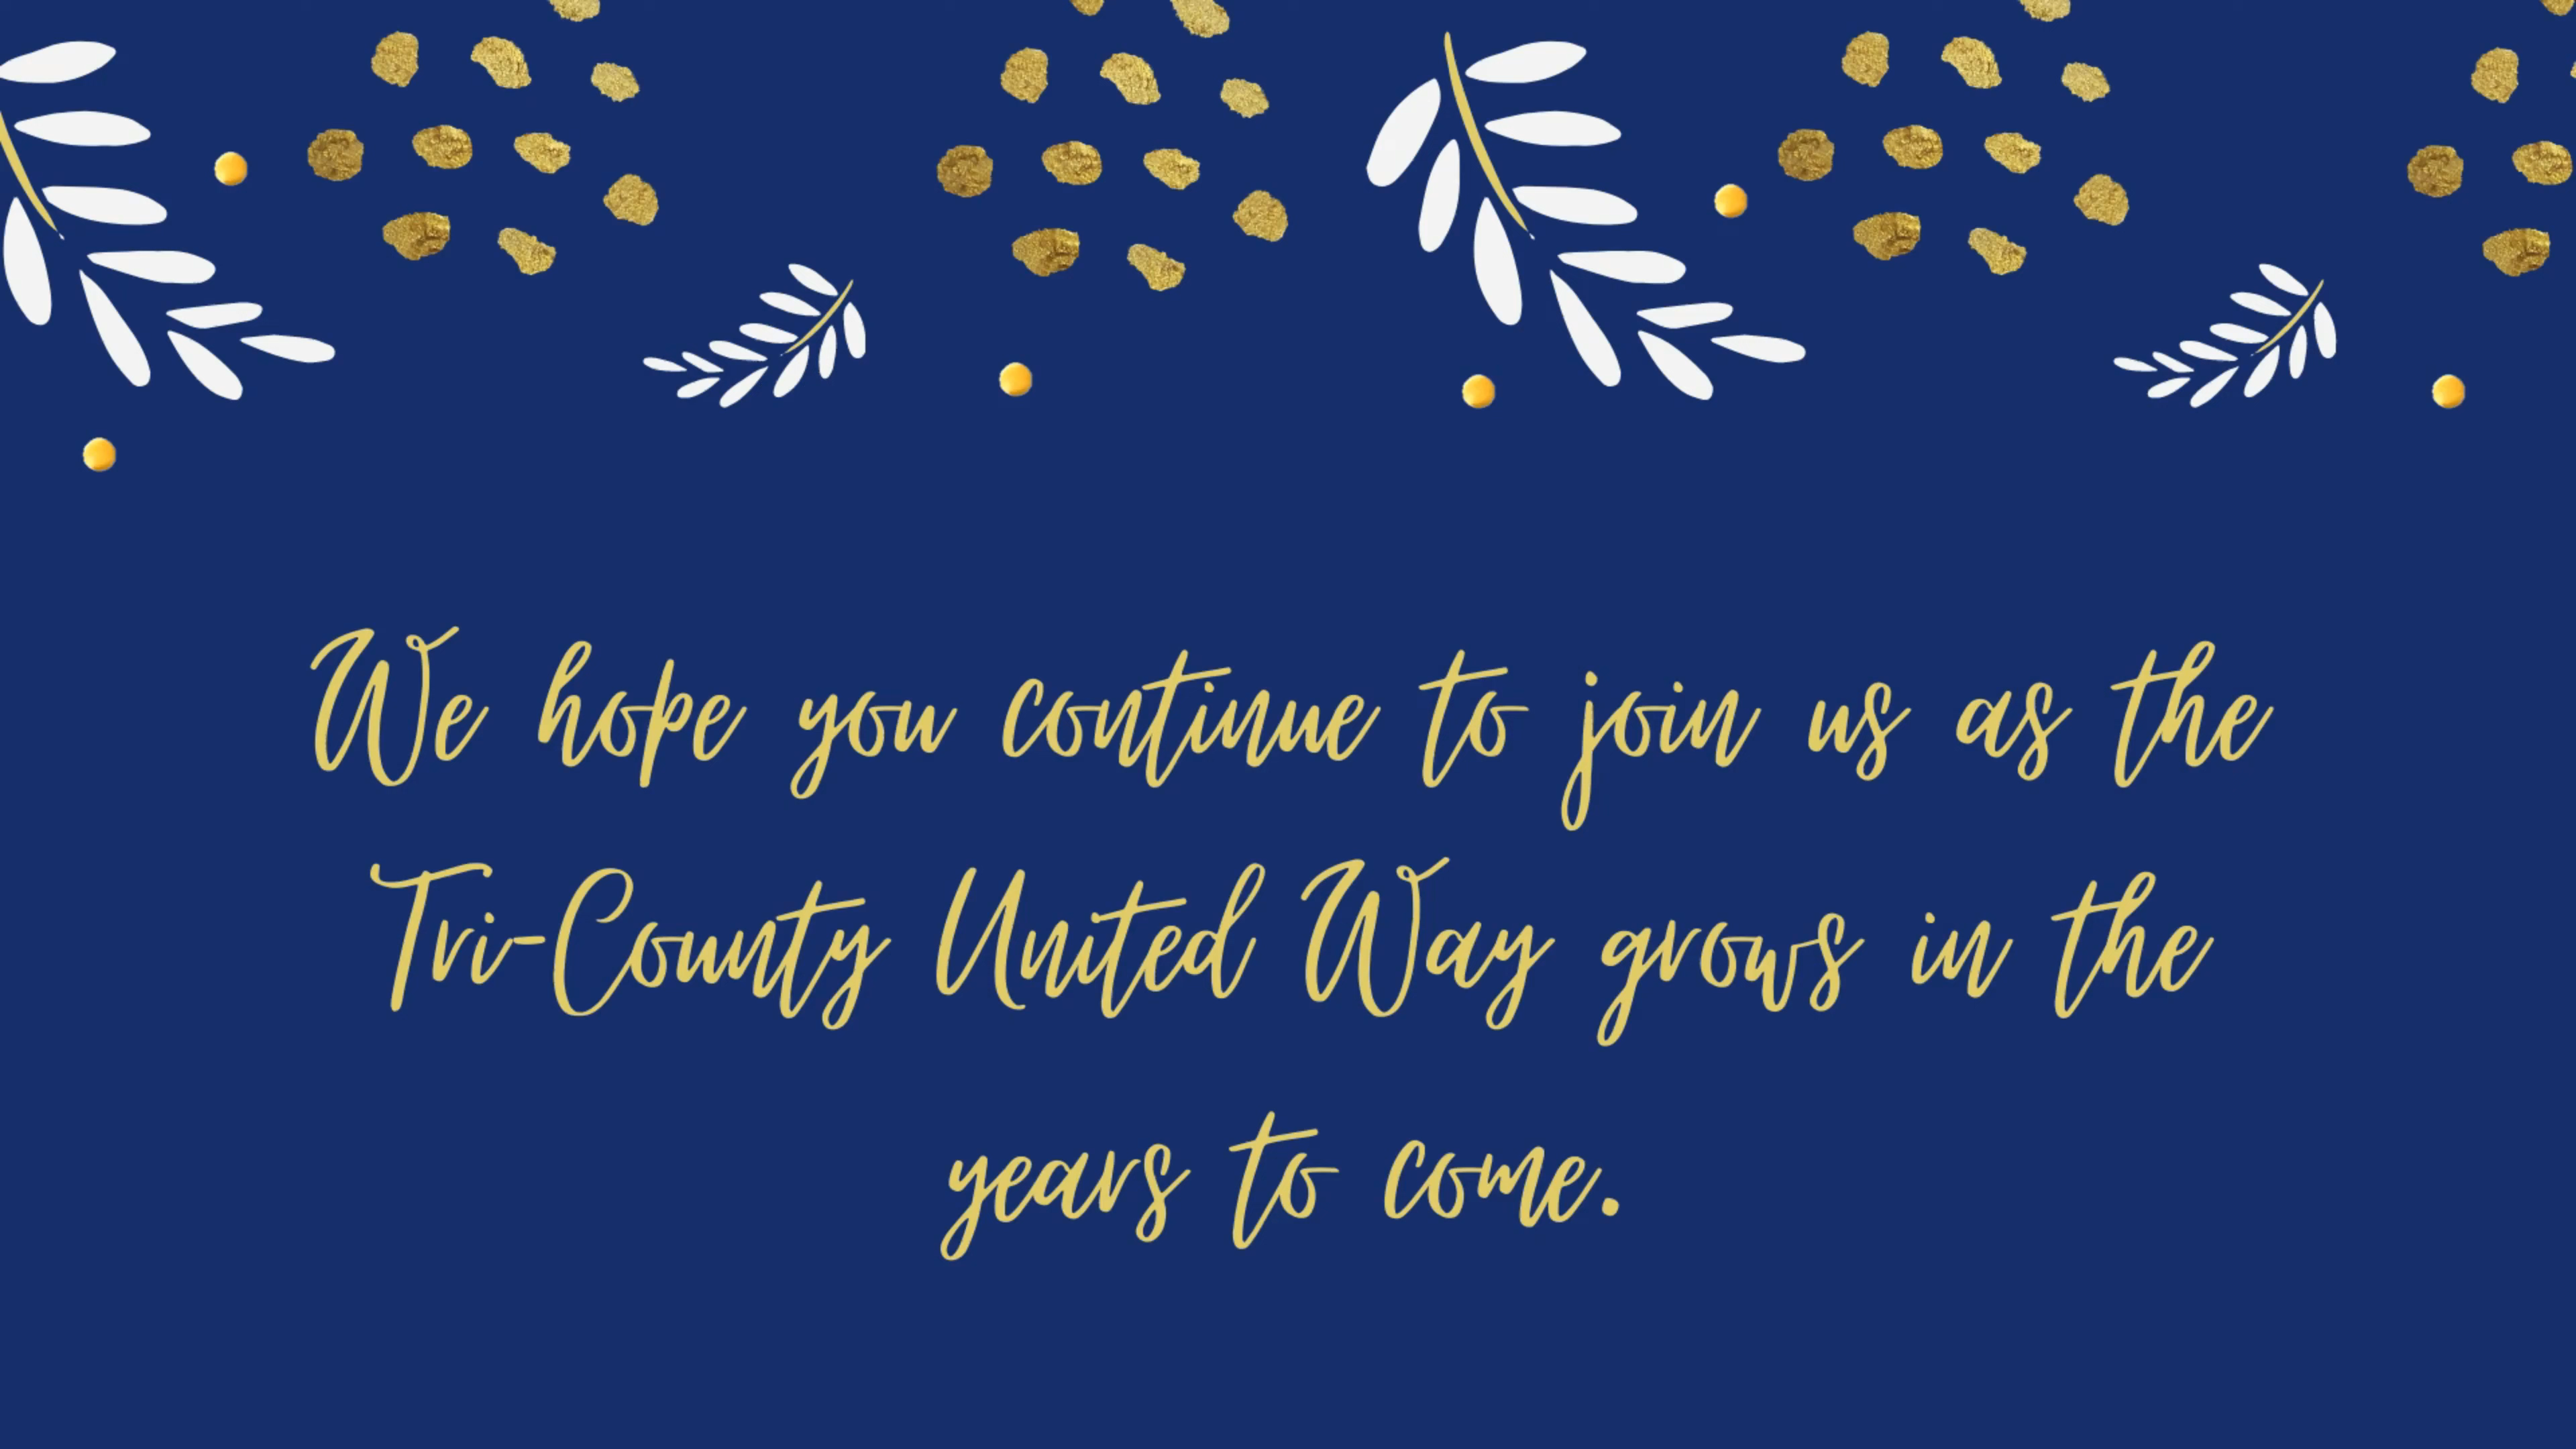 We hope you continue to join us as the
Tri-County United Way grows in the
years to come.